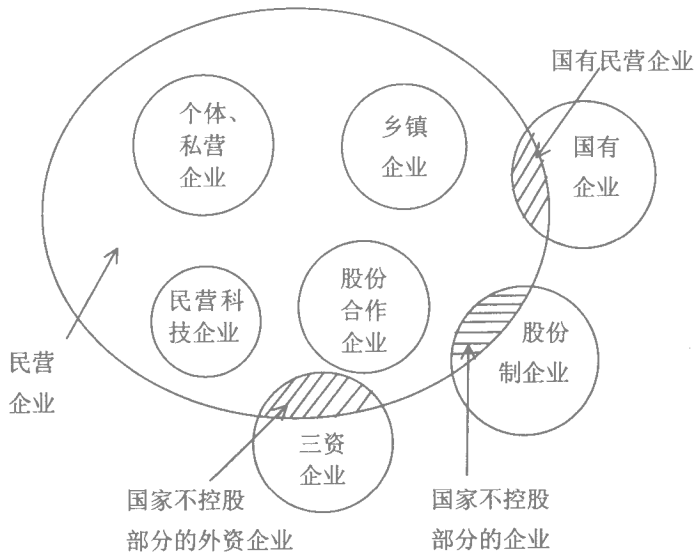 国有民营企业
个体、
私营
企业
乡镇
企业
国有
企业
民营科
技企业
股份
合作
企业
股份
制企业
民营
企业
三资
企业
国家不控股
部分的外资企业
国家不控股
部分的企业